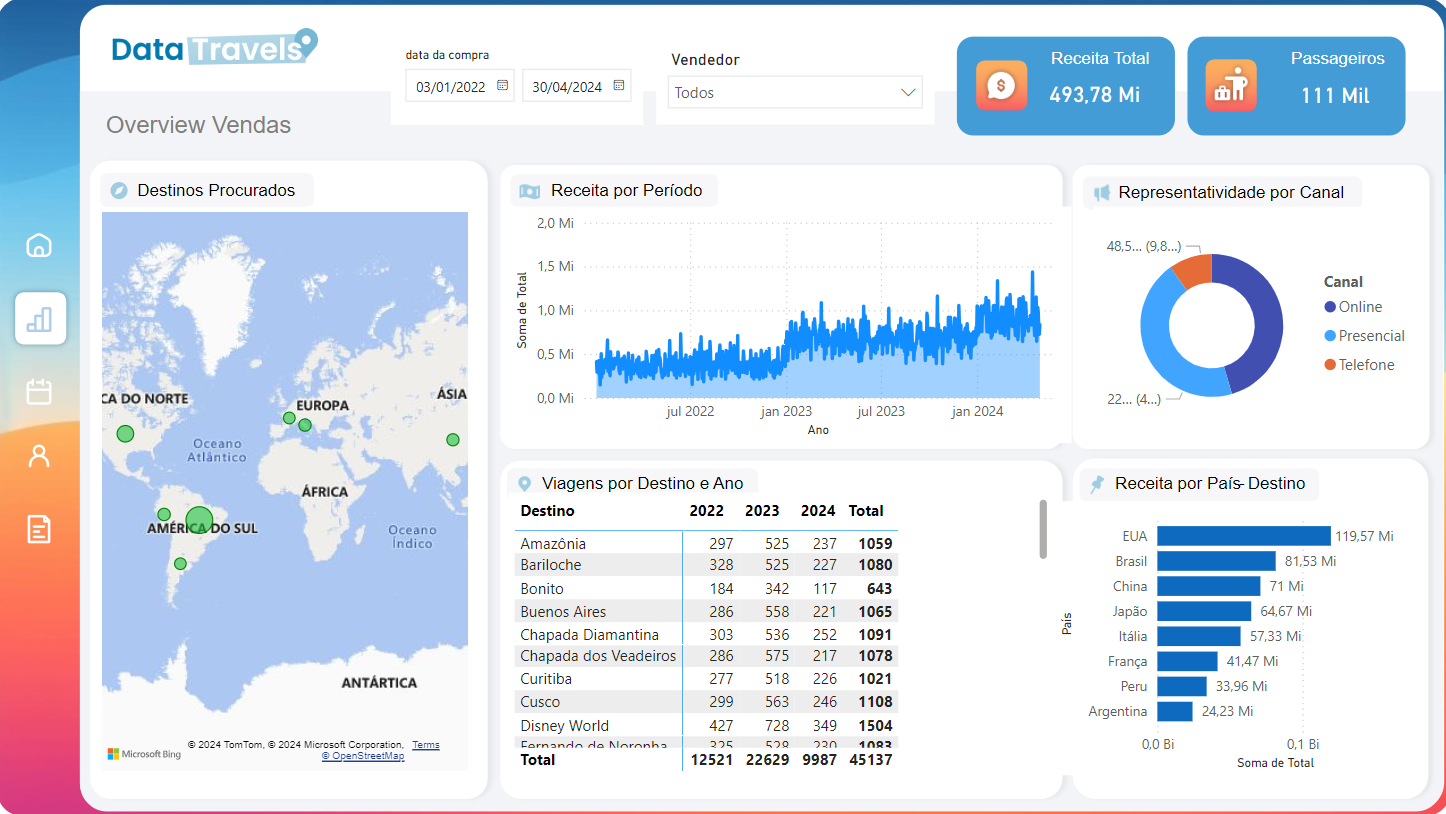 Data Travels
data da compra
03/01/2022
30/04/2024
Vendedor
Todos
Receita Total
493,78 Mi
Passageiros
111 Mil
Overview Vendas
Destinos Procurados
CA DO NORTE
EUROPA
ÁSIA
Oceano
Atlântico
ÁFRICA
AMÉRICA DO SUL
Oceano
Índico
ANTÁRTICA
Microsoft Bing
© 2024 TomTom, © 2024 Microsoft Corporation, Terms
© OpenStreetMap
Receita por Período
2,0 Mi
1,5 Mi
1,0 Mi
0,5 Mi
0,0 Mi
Soma de Total
jul 2022 jan 2023 jul 2023 jan 2024
Ano
Representatividade por Canal
48,5... (9,8...)
22... (4...)
Canal
Online
Presencial
Telefone
Viagens por Destino e Ano
Destino 2022 2023 2024 Total
Amazônia 297 525 237 1059
Bariloche 328 525 227 1080
Bonito 184 342 117 643
Buenos Aires 286 558 221 1065
Chapada Diamantina 303 536 252 1091
Chapada dos Veadeiros 286 575 217 1078
Curitiba 277 518 226 1021
Cusco 299 563 246 1108
Disney World 427 728 349 1504
Fernando de Noronha 325 528 230 1083
Total 12521 22629 9987 45137
Receita por País- Destino
País
EUA 119,57 Mi
Brasil 81,53 Mi
China 71 Mi
Japão 64,67 Mi
Itália 57,33 Mi
França 41,47 Mi
Peru 33,96 Mi
Argentina 24,23 Mi
0,0 Bi 0,1 Bi
Soma de Total